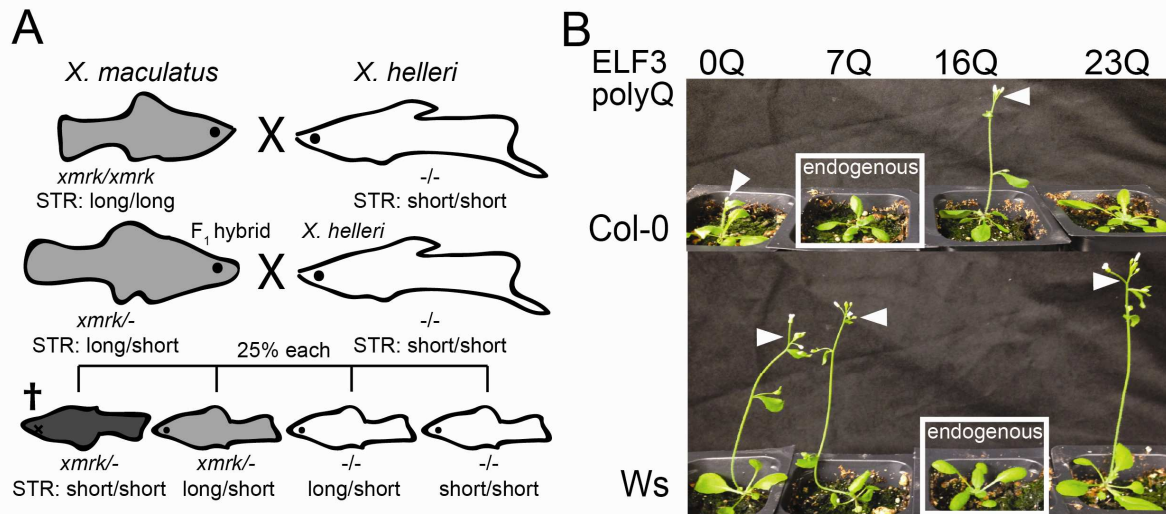 A
X. maculatus
X. helleri
X
xmrk/xmrk
STR: long/long
-/-
STR: short/short
F1 hybrid
X. helleri
X
xmrk/-
STR: long/short
-/-
STR: short/short
25% each
†
xmrk/-
STR: short/short
xmrk/-
long/short
-/-
long/short
-/-
short/short
B
ELF3
polyQ
0Q
7Q
16Q
23Q
endogenous
Col-0
endogenous
Ws